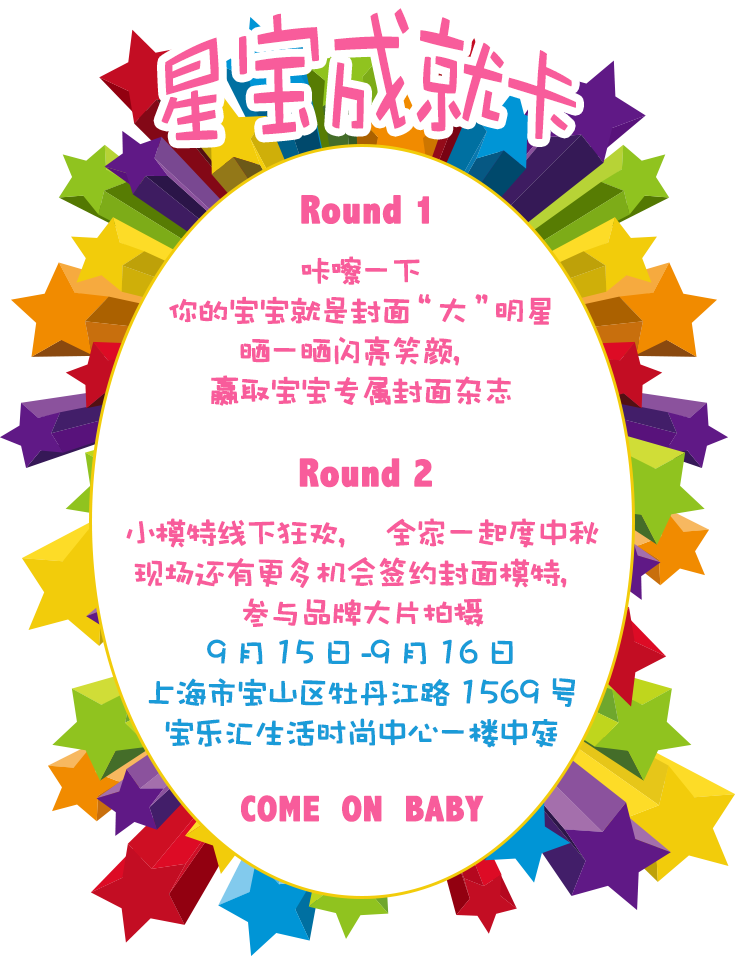 星宝成就卡
Round 1
咔嚓一下
你的宝宝就是封面“大”明星
晒一晒闪亮笑颜，
赢取宝宝专属封面杂志
Round 2
小模特线下狂欢， 全家一起度中秋
现场还有更多机会签约封面模特，
参与品牌大片拍摄
9月15日-9月16日
上海市宝山区牡丹江路1569号
宝乐汇生活时尚中心一楼中庭
COME ON BABY